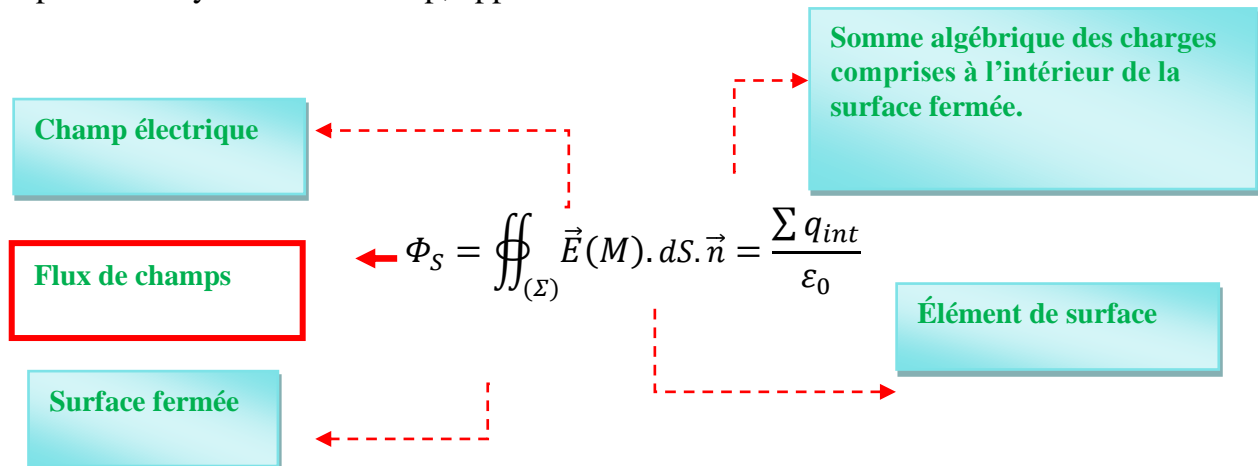 Somme algébrique des charges
comprises à l’intérieur de la
surface fermée.
Champ électrique
Φ_S = ∯_(Σ) E⃗(M). dS. n⃗ = ∑ q_int / ε_0
Flux de champs
Élément de surface
Surface fermée